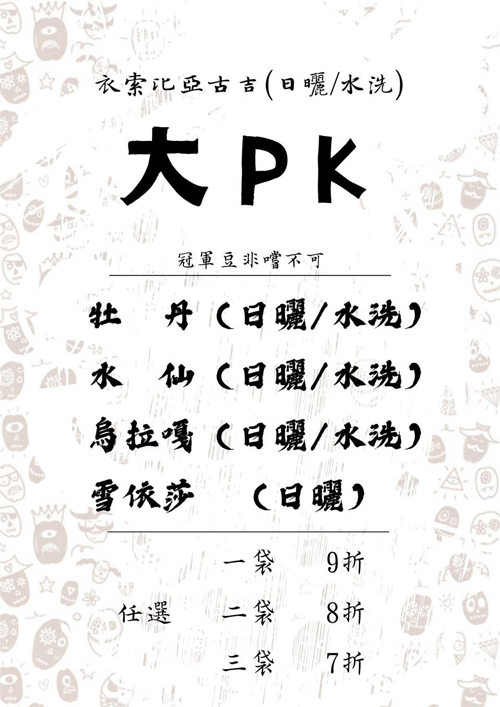 衣索比亞古吉(日曬/水洗)
大PK
冠軍豆非嚐不可
牡 丹(日曬/水洗)
水 仙(日曬/水洗)
烏拉嘎(日曬/水洗)
雪依莎 (日曬)
一袋 9折
任選 二袋 8折
三袋 7折